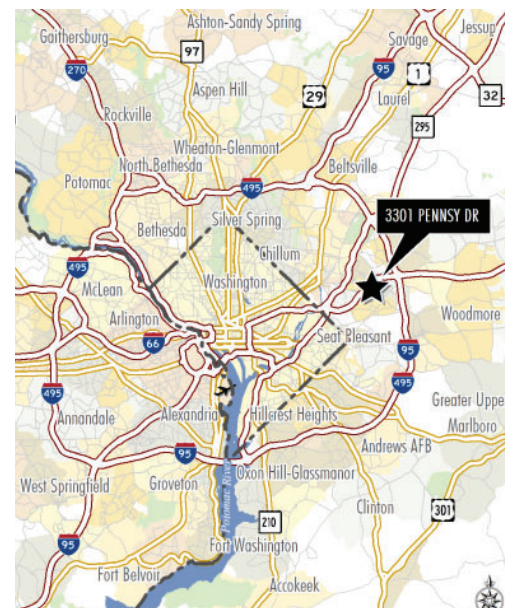 Ashton-Sandy Spring
Jessup
Gaithersburg
Savage
97
95
270
1
32
Aspen Hill
29
Laurel
Rockville
295
Wheaton-Glenmont
North Bethesda
Beltsville
Potomac
495
3301 PENNSY DR
Silver Spring
Bethesda
Chillum
495
Washington
McLean
Woodmore
Arlington
66
Seat Pleasant
95
495
495
Greater Upper
Marlboro
Annandale
Alexandria
Hillcrest Heights
95
Andrews AFB
Oxon Hill-Glassmanor
West Springfield
Groveton
Clinton
Potomac River
301
210
95
Fort Washington
Fort Belvoir
Accokeek